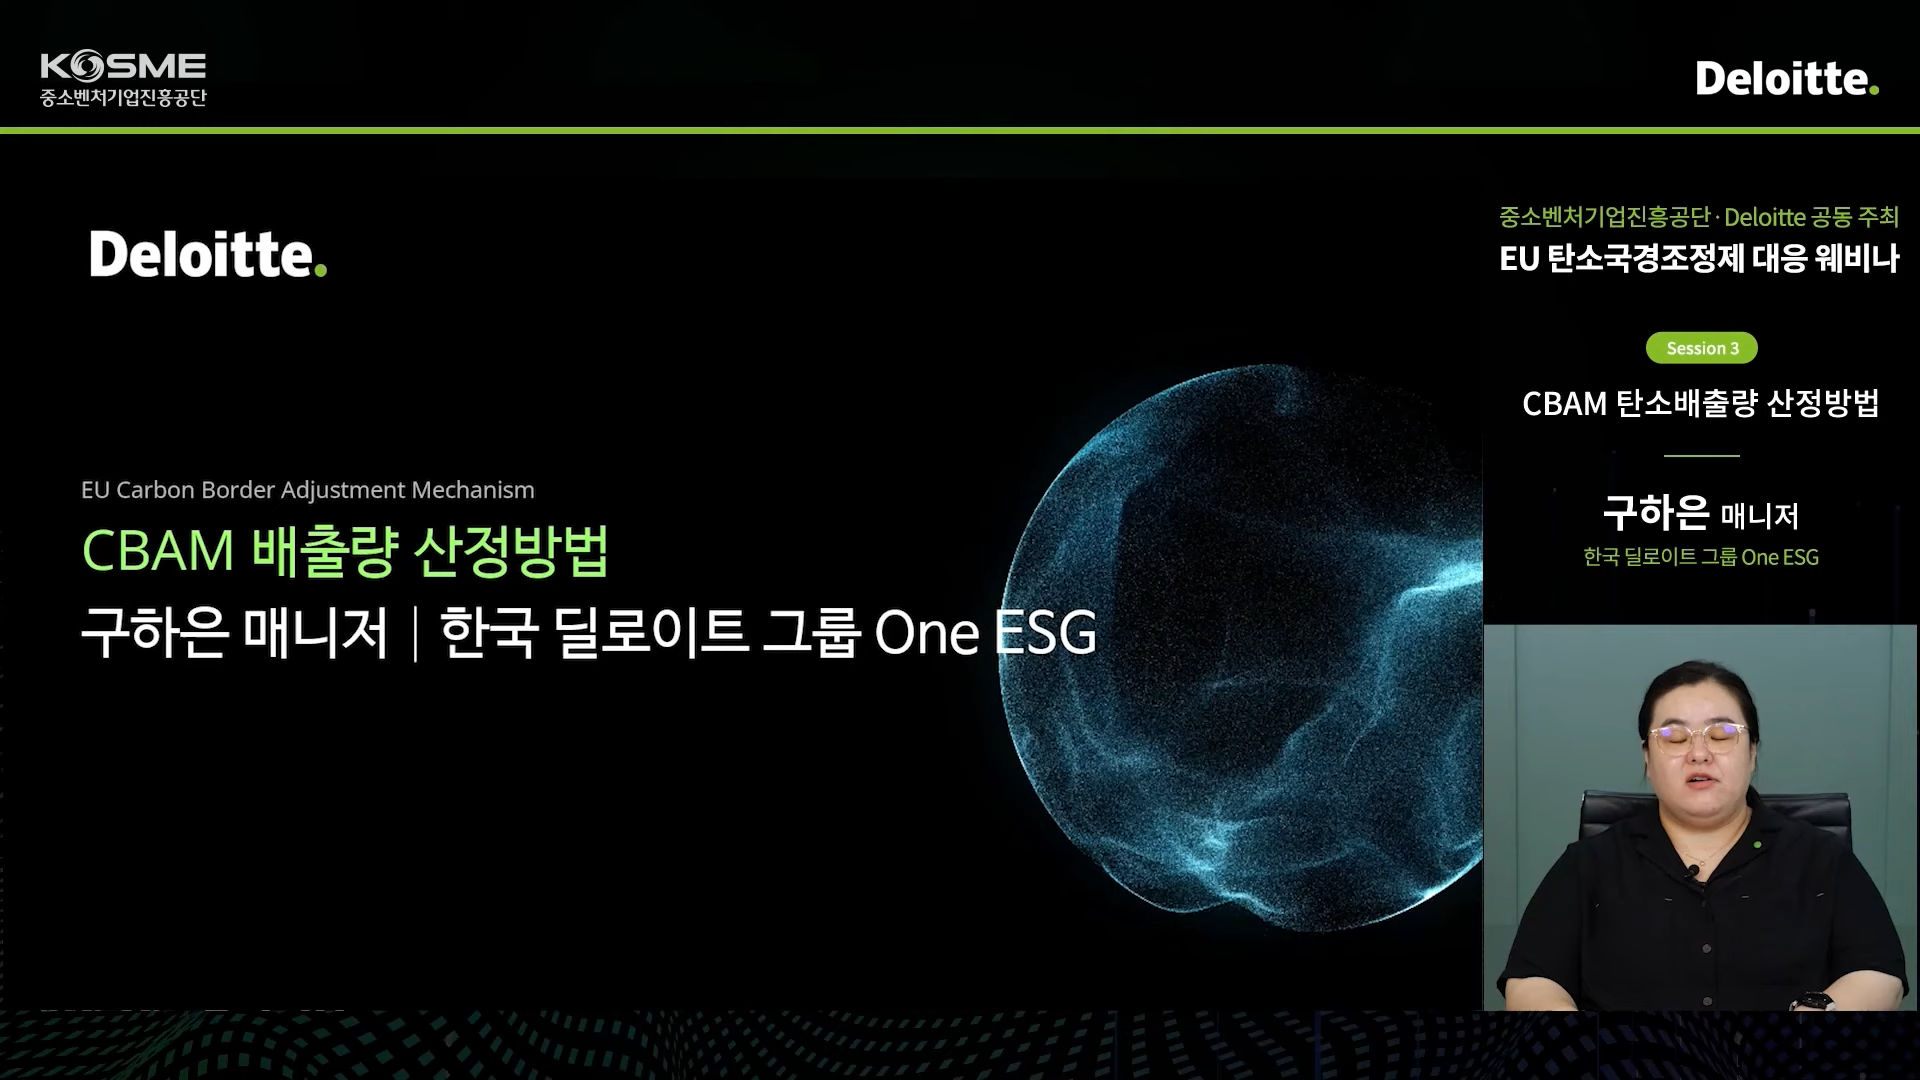 KOSME
중소벤처기업진흥공단
Deloitte.
Deloitte.
EU Carbon Border Adjustment Mechanism
CBAM 배출량 산정방법
구하은 매니저 | 한국 딜로이트 그룹 One ESG
중소벤처기업진흥공단 · Deloitte 공동 주최
EU 탄소국경조정제 대응 웨비나
Session 3
CBAM 탄소배출량 산정방법
구하은 매니저
한국 딜로이트 그룹 One ESG